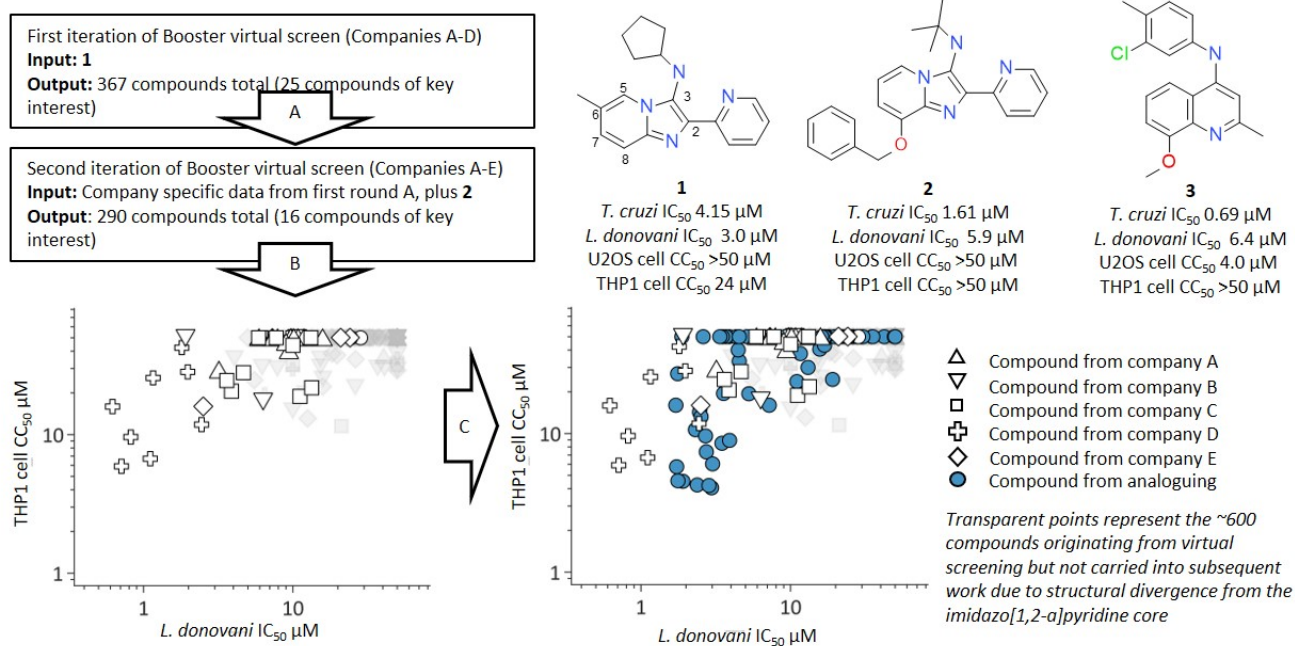 First iteration of Booster virtual screen (Companies A-D)
Input: 1
Output: 367 compounds total (25 compounds of key
interest)
A
Second iteration of Booster virtual screen (Companies A-E)
Input: Company specific data from first round A, plus 2
Output: 290 compounds total (16 compounds of key
interest)
B
N
N
N
N
5
6
7
8
3
2
1
T. cruzi IC50 4.15 µM
L. donovani IC50 3.0 µM
U2OS cell CC50 >50 µM
THP1 cell CC50 24 µM
N
N
N
N
O
2
T. cruzi IC50 1.61 µM
L. donovani IC50 5.9 µM
U2OS cell CC50 >50 µM
THP1 cell CC50 >50 µM
Cl
N
N
O
3
T. cruzi IC50 0.69 µM
L. donovani IC50 6.4 µM
U2OS cell CC50 4.0 µM
THP1 cell CC50 >50 µM
THP1 cell CC50 µM
10
1
1
10
L. donovani IC50 µM
C
THP1 cell CC50 µM
10
1
1
10
L. donovani IC50 µM
Compound from company A
Compound from company B
Compound from company C
Compound from company D
Compound from company E
Compound from analoguing
Transparent points represent the ~600
compounds originating from virtual
screening but not carried into subsequent
work due to structural divergence from the
imidazo[1,2-a]pyridine core